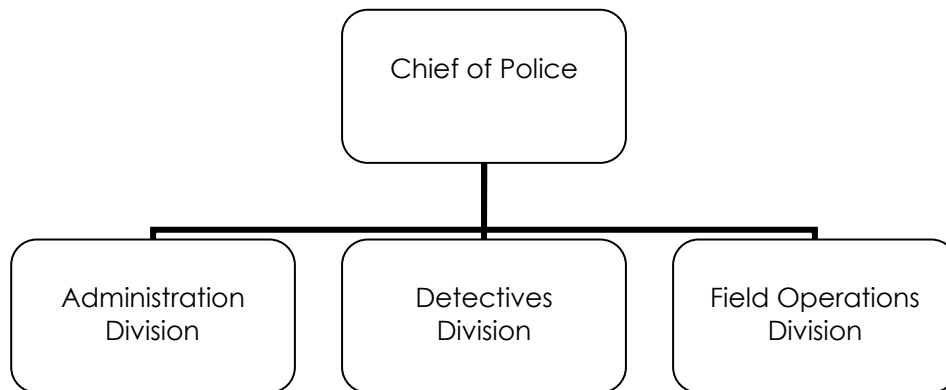 Chief of Police
Administration
Division
Detectives
Division
Field Operations
Division